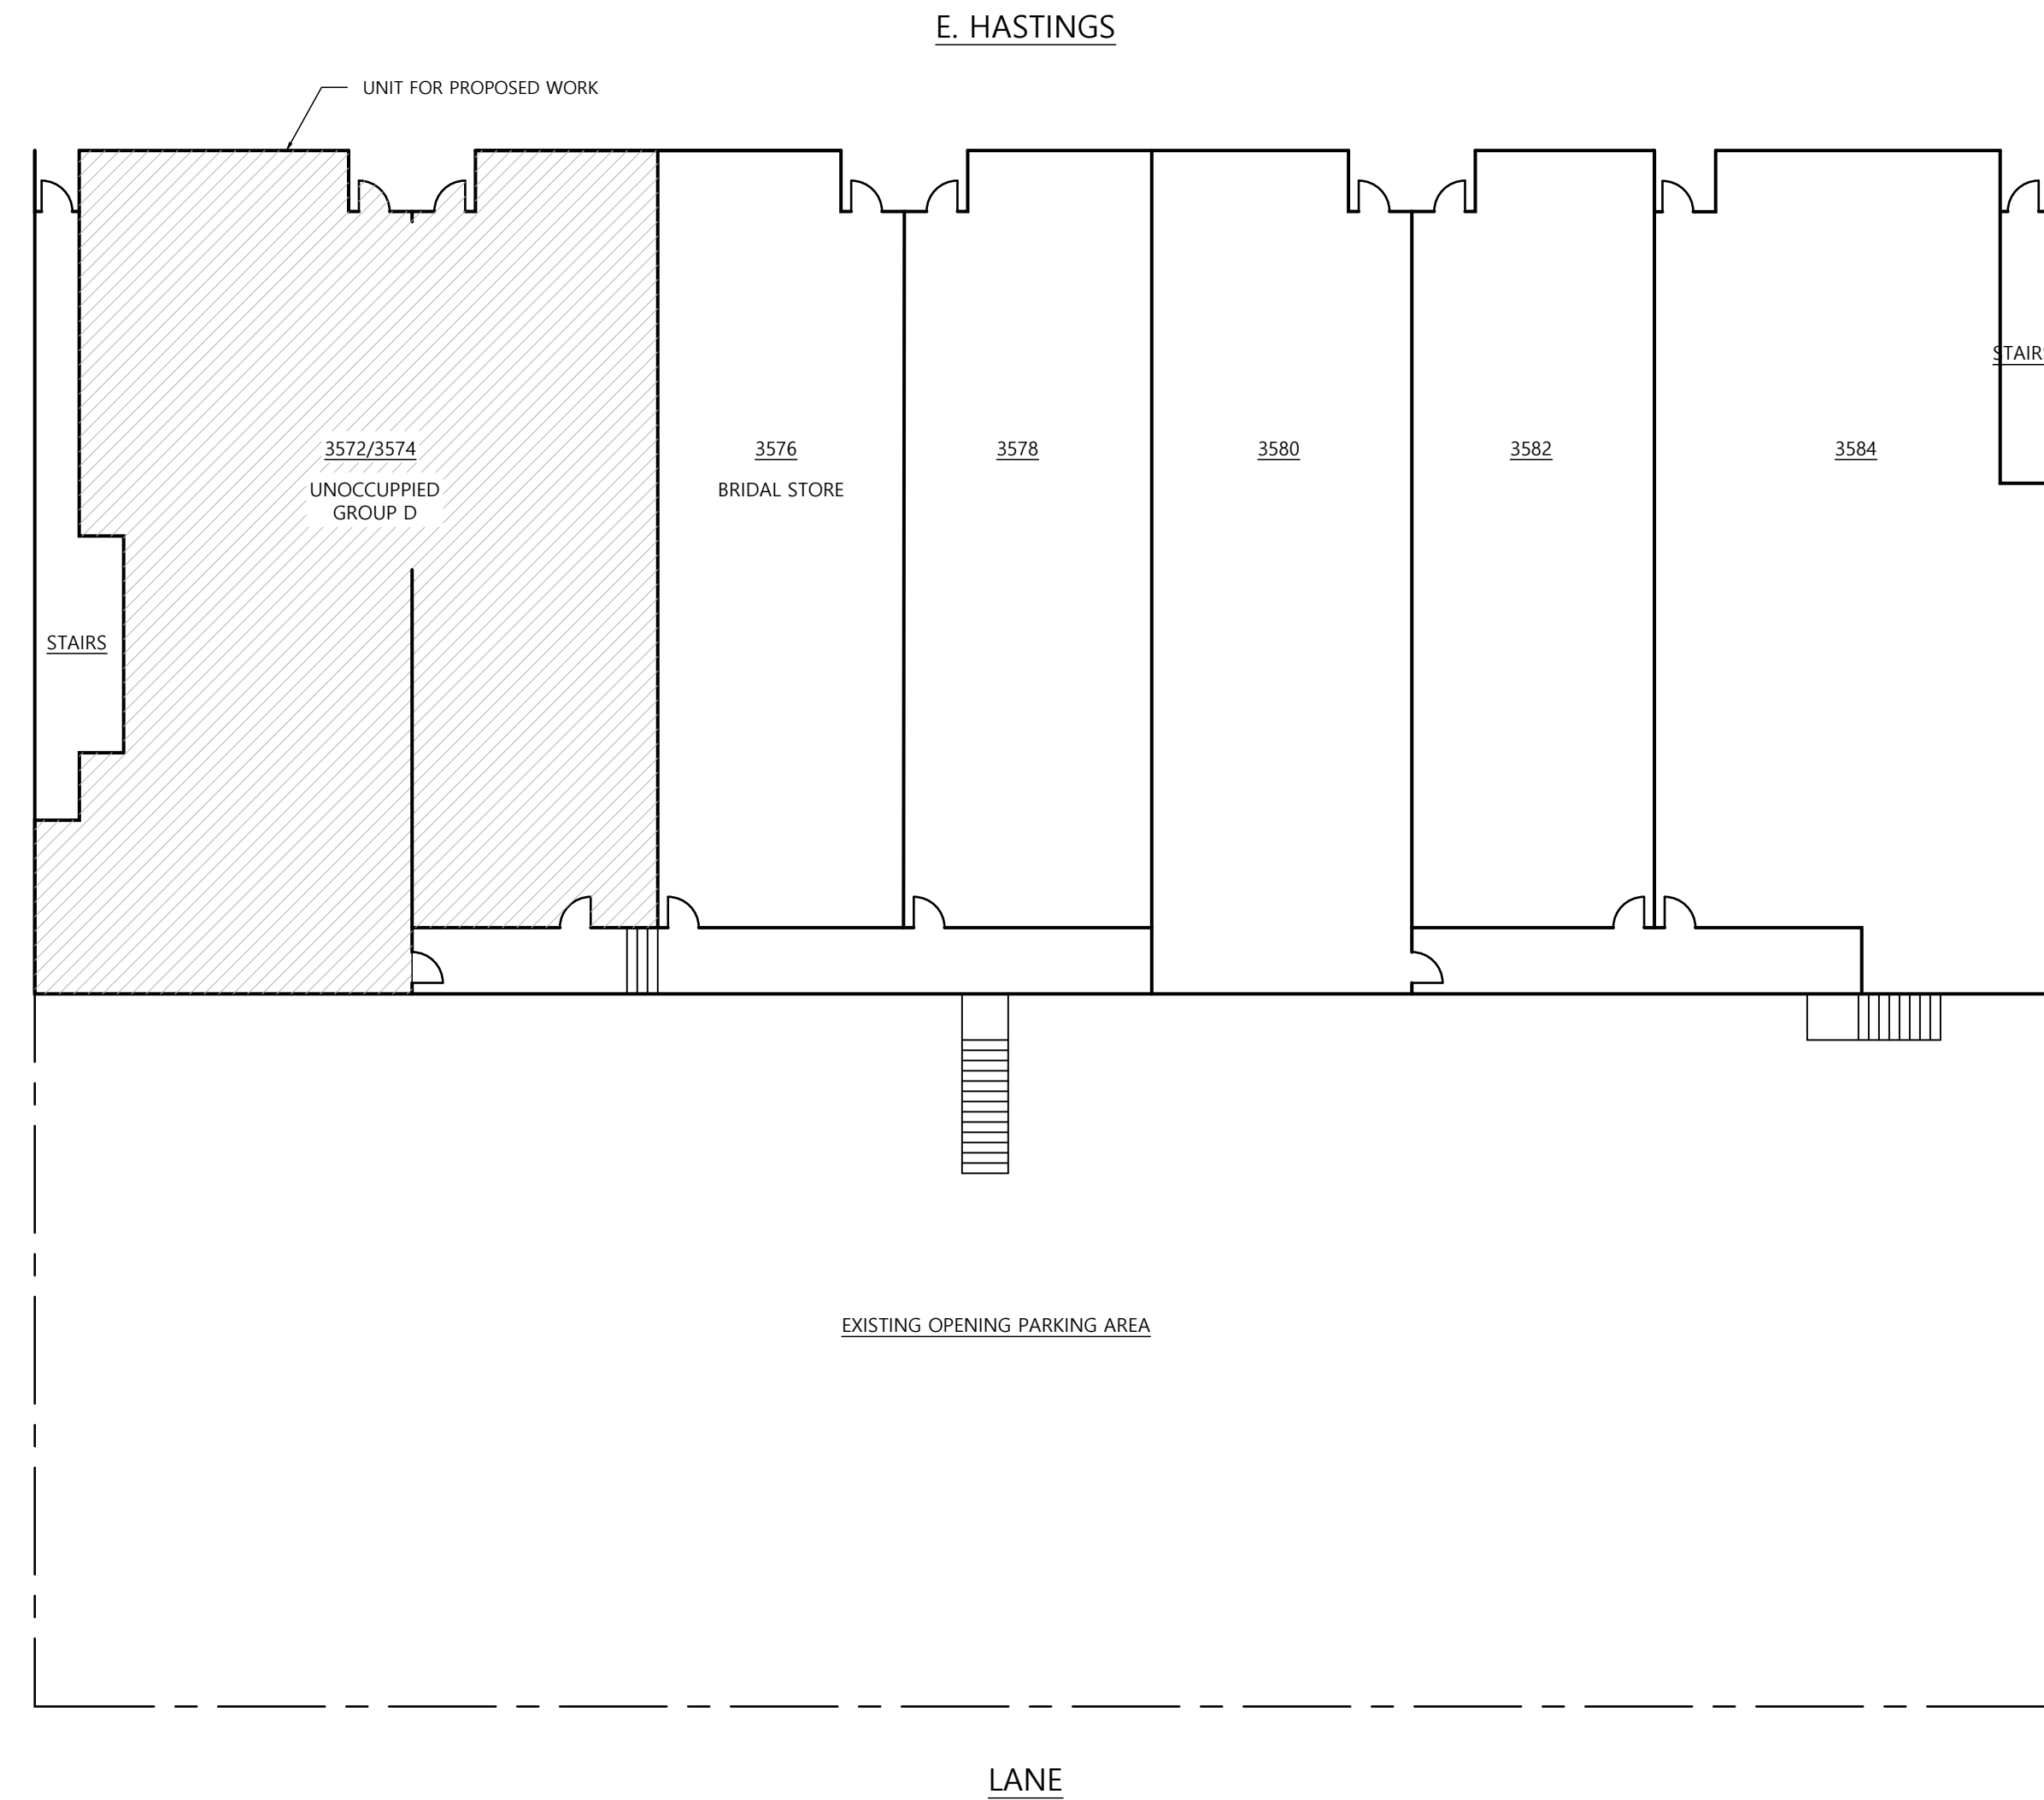 E. HASTINGS
UNIT FOR PROPOSED WORK
STAIRS
3572/3574
3576
3578
3580
3582
3584
UNOCCUPPIED
GROUP D
BRIDAL STORE
STAIRS
EXISTING OPENING PARKING AREA
LANE